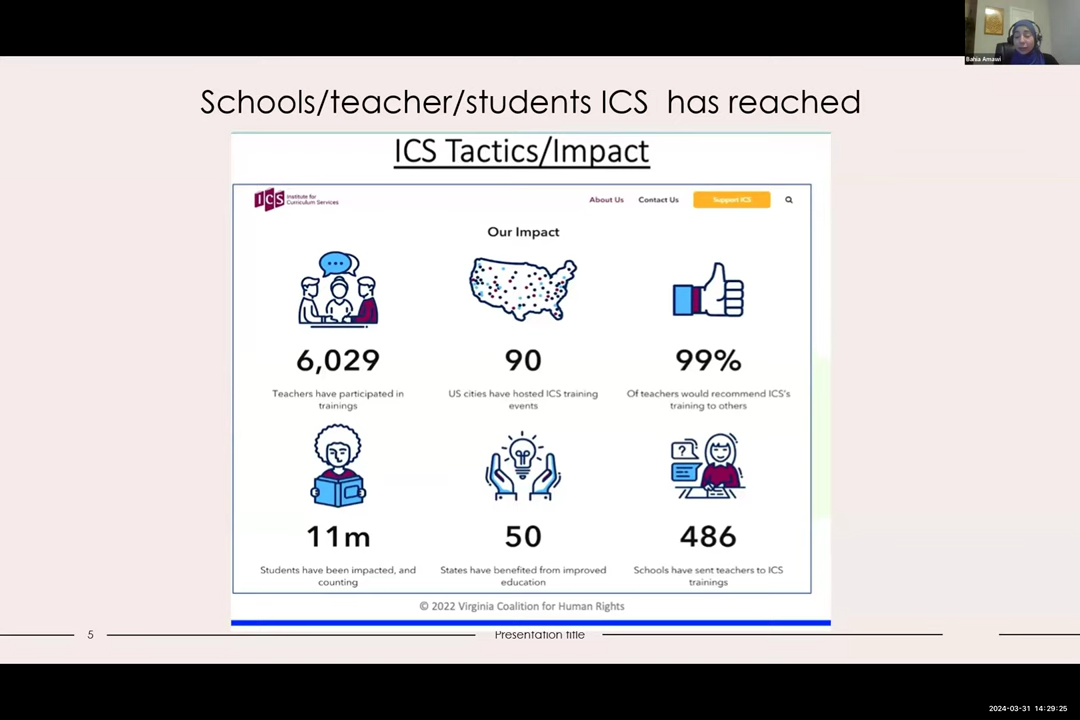 Bahia Amawi
Schools/teacher/students ICS has reached
ICS Tactics/Impact
ICS Institute for
Curriculum Services
About Us Contact Us Support ICS
Our Impact
6,029 90 99%
Teachers have participated in
trainings
US cities have hosted ICS training
events
Of teachers would recommend ICS's
training to others
?
11m 50 486
Students have been impacted, and
counting
States have benefited from improved
education
Schools have sent teachers to ICS
trainings
© 2022 Virginia Coalition for Human Rights
5 Presentation title
2024-03-31 14:29:25